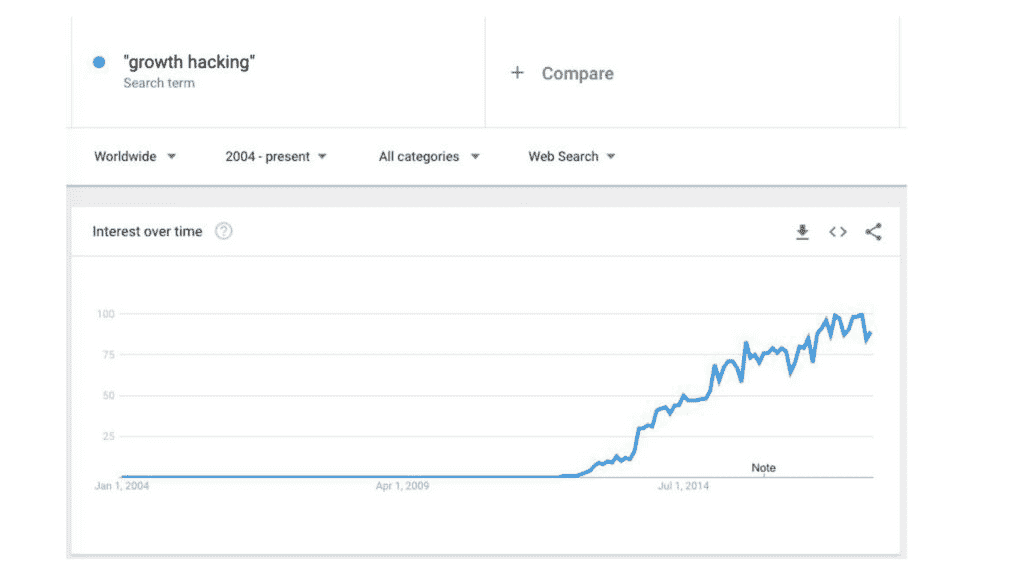 "growth hacking"
Search term
+ Compare
Worldwide
2004 - present
All categories
Web Search
Interest over time ?
100
75
50
25
Note
Jan 1, 2004
Apr 1, 2009
Jul 1, 2014